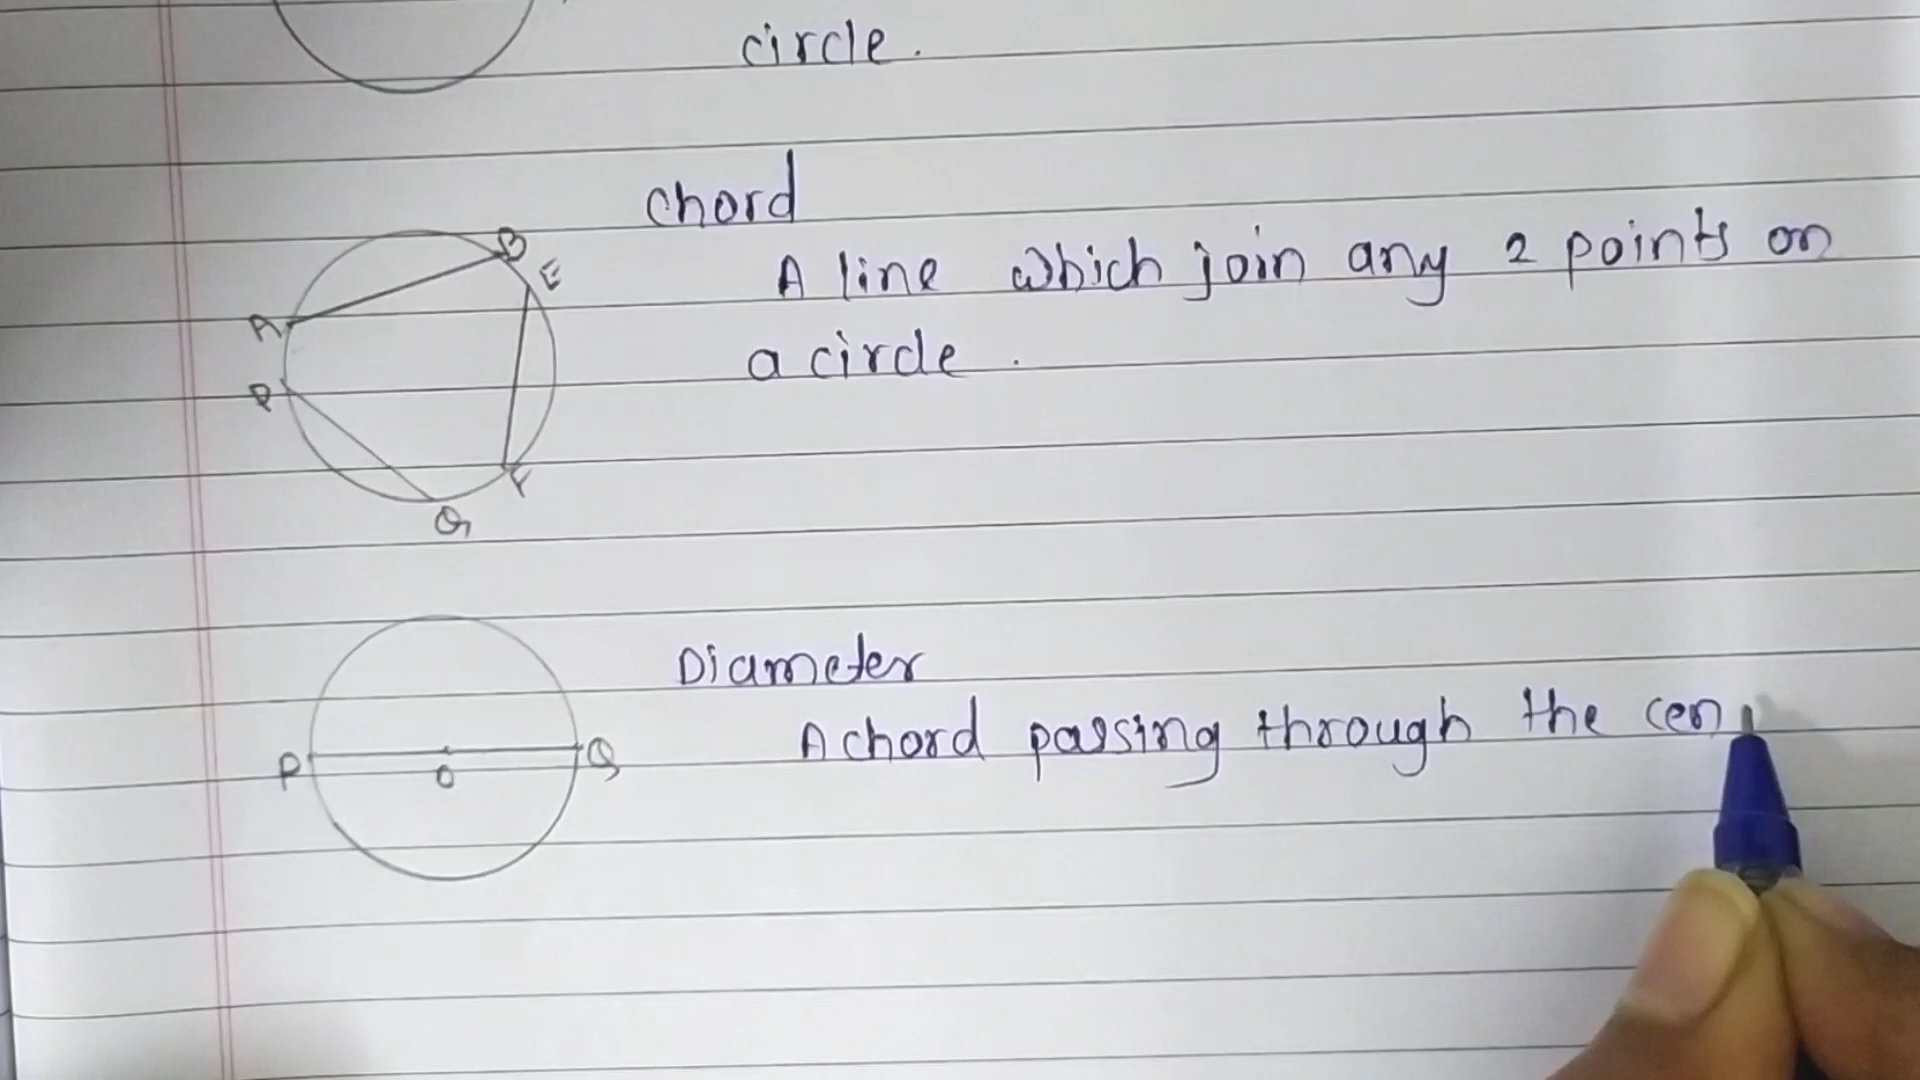 circle.
chord
A line which join any 2 points on
a circle.
B
E
A
P
F
Q
Diameter
A chord passing through the cen
P
O
Q